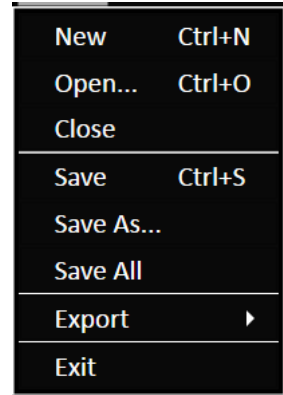 New Ctrl+N
Open... Ctrl+O
Close
Save Ctrl+S
Save As...
Save All
Export
Exit